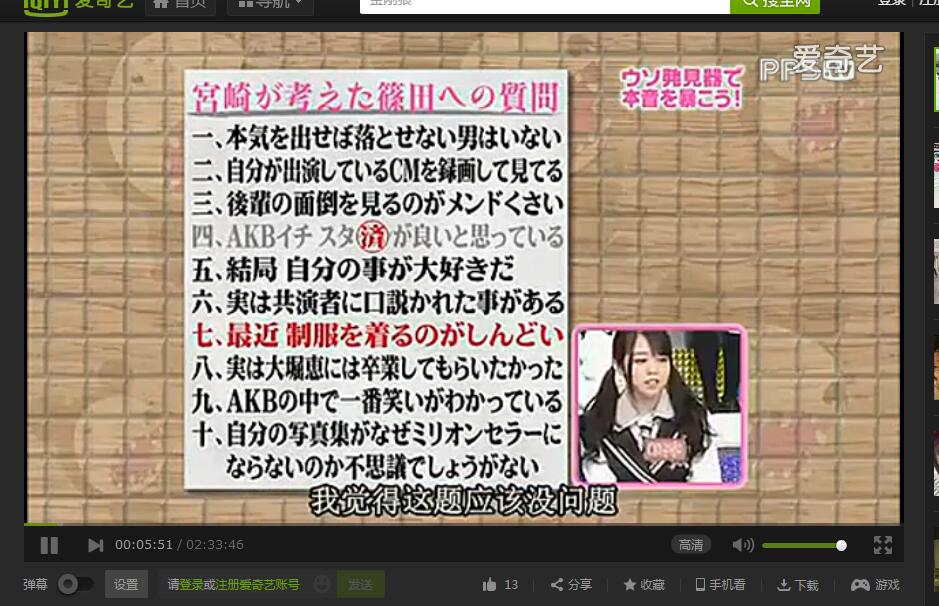 爱奇艺
首页
导航
搜全网
ウソ発見器で
本音を暴こう!
爱奇艺
宮崎が考えた篠田への質問
一、本気を出せば落とせない男はいない
二、自分が出演しているCMを録画して見てる
三、後輩の面倒を見るのがメンドくさい
四、AKBイチ スタ済が良いと思っている
五、結局 自分の事が大好きだ
六、実は共演者に口説かれた事がある
七、最近 制服を着るのがしんどい
八、実は大堀恵には卒業してもらいたかった
九、AKBの中で一番笑いがわかっている
十、自分の写真集がなぜミリオンセラーに
ならないのか不思議でしょうがない
我觉得这题应该没问题
00:05:51 / 02:33:46
高清
弹幕 设置 请登录或注册爱奇艺账号 发送 13 分享 收藏 手机看 下载 游戏